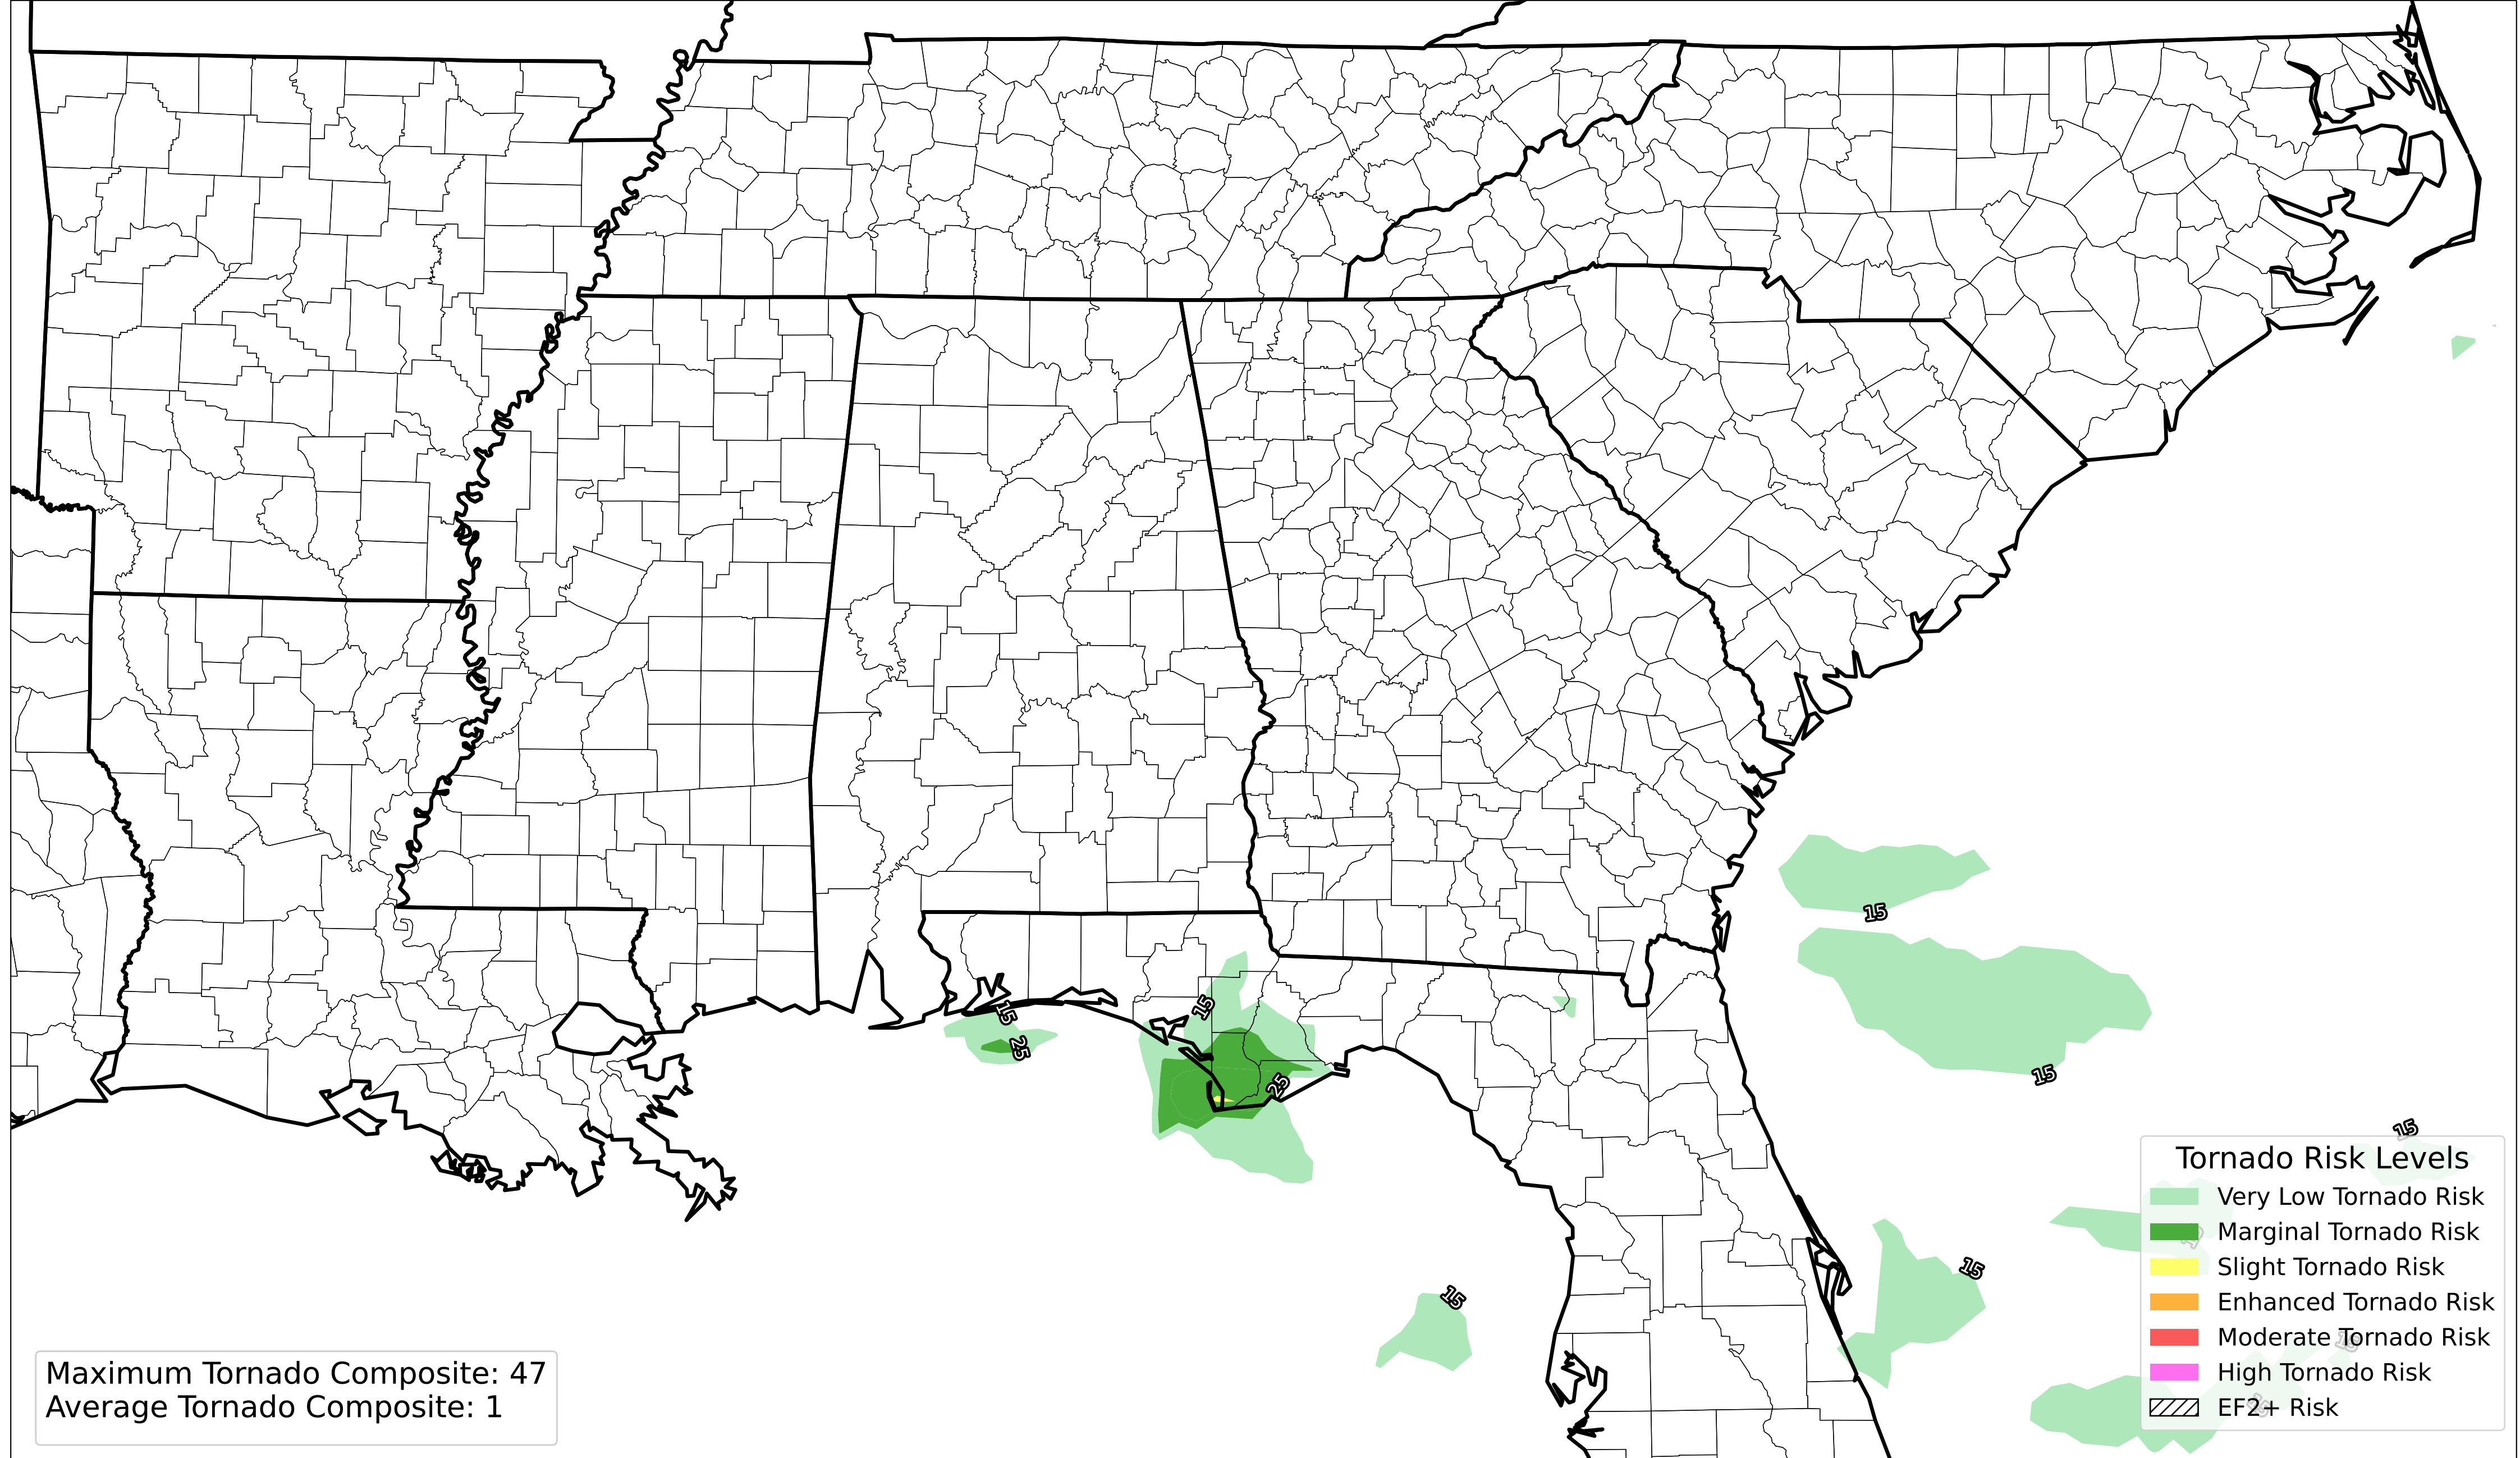 15
15
15
25
25
15
15
15
15
Tornado Risk Levels
Very Low Tornado Risk
Marginal Tornado Risk
Slight Tornado Risk
Enhanced Tornado Risk
Moderate Tornado Risk
High Tornado Risk
EF2+ Risk
Maximum Tornado Composite: 47
Average Tornado Composite: 1